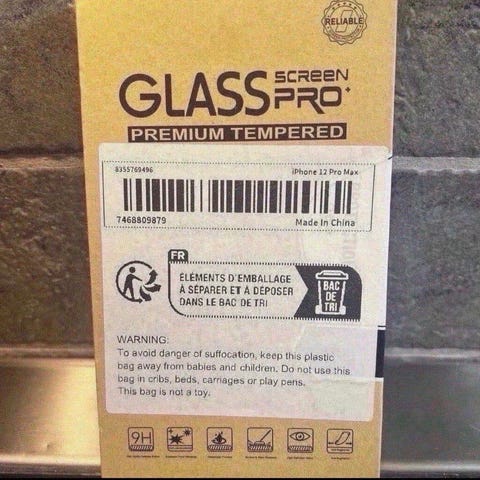 RELIABLE
GLASS SCREEN PRO+
PREMIUM TEMPERED
8355769496 iPhone 12 Pro Max
7468809879 Made In China
FR
ÉLÉMENTS D'EMBALLAGE
À SÉPARER ET À DÉPOSER
DANS LE BAC DE TRI
BAC
DE
TRI
WARNING:
To avoid danger of suffocation, keep this plastic
bag away from babies and children. Do not use this
bag in cribs, beds, carriages or play pens.
This bag is not a toy.
9H